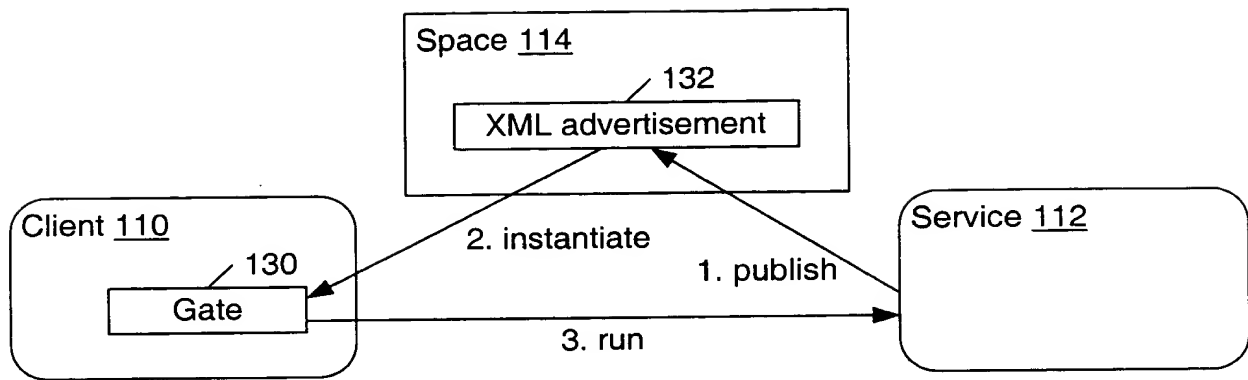 Space 114
132
XML advertisement
Client 110
2. instantiate
Service 112
130
1. publish
Gate
3. run